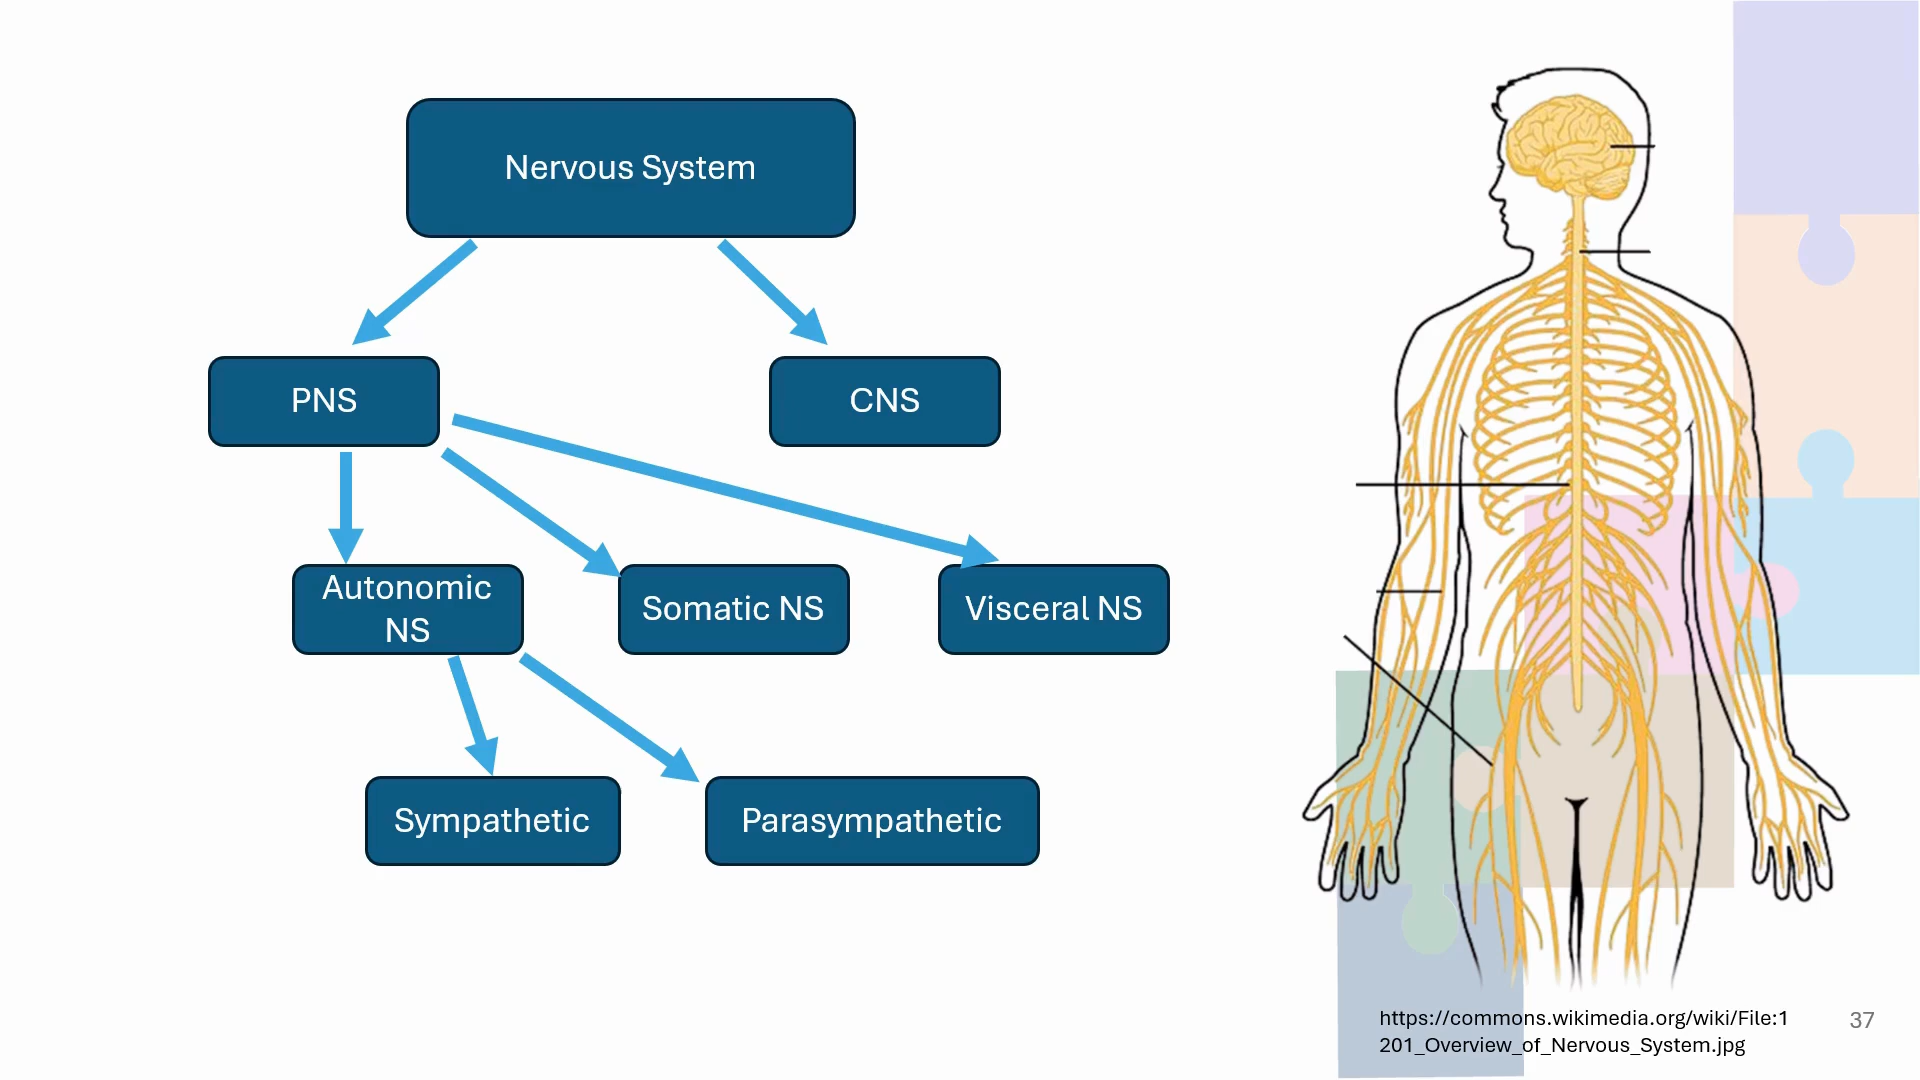 Nervous System
PNS
CNS
Autonomic
NS
Somatic NS
Visceral NS
Sympathetic
Parasympathetic
https://commons.wikimedia.org/wiki/File:1
201_Overview_of_Nervous_System.jpg
37